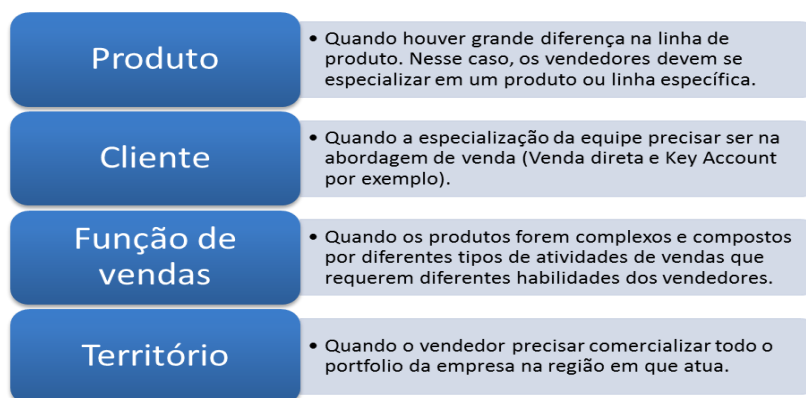 Produto
• Quando houver grande diferença na linha de
produto. Nesse caso, os vendedores devem se
especializar em um produto ou linha específica.
Cliente
• Quando a especialização da equipe precisar ser na
abordagem de venda (Venda direta e Key Account
por exemplo).
Função de
vendas
• Quando os produtos forem complexos e compostos
por diferentes tipos de atividades de vendas que
requerem diferentes habilidades dos vendedores.
Território
• Quando o vendedor precisar comercializar todo o
portfolio da empresa na região em que atua.